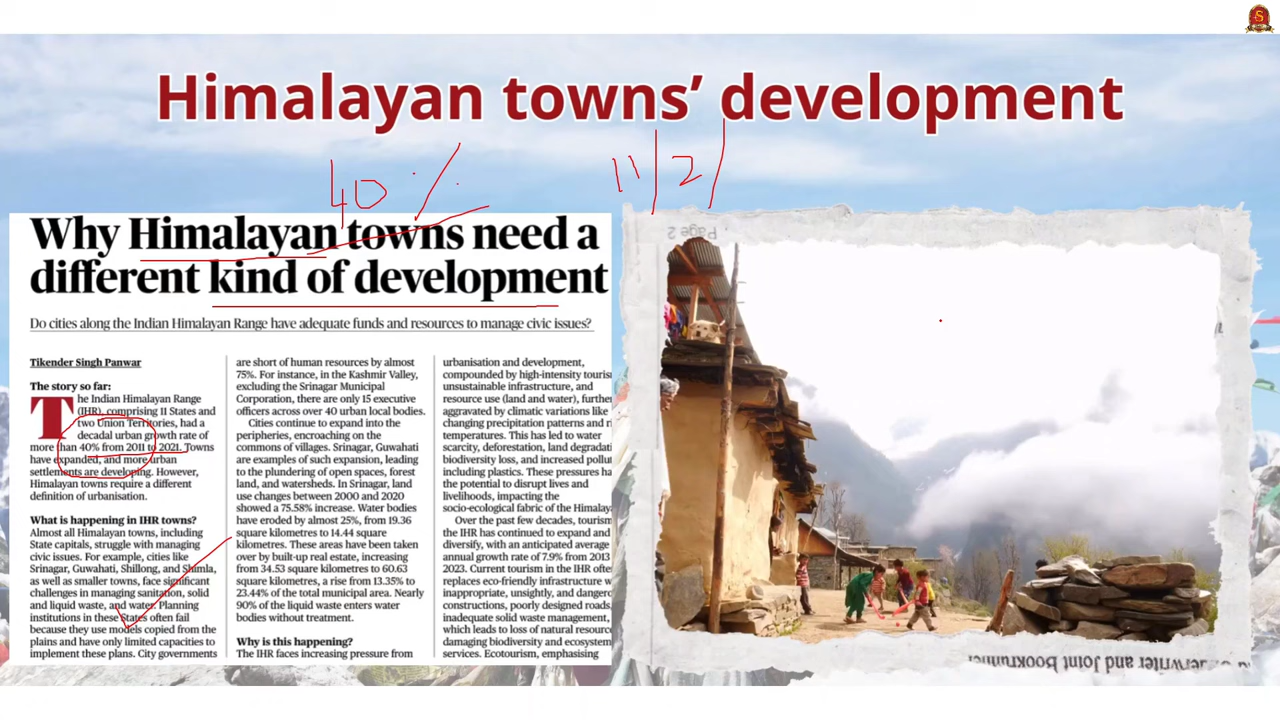 Himalayan towns’ development
40 %
11 / 2 /
Why Himalayan towns need a
different kind of development
Do cities along the Indian Himalayan Range have adequate funds and resources to manage civic issues?
Tikender Singh Panwar
The story so far:
The Indian Himalayan Range
(IHR), comprising 11 States and
two Union Territories, had a
decadal urban growth rate of
more than 40% from 2011 to 2021. Towns
have expanded, and more urban
settlements are developing. However,
Himalayan towns require a different
definition of urbanisation.
What is happening in IHR towns?
Almost all Himalayan towns, including
State capitals, struggle with managing
civic issues. For example, cities like
Srinagar, Guwahati, Shillong, and Shimla,
as well as smaller towns, face significant
challenges in managing sanitation, solid
and liquid waste, and water. Planning
institutions in these States often fail
because they use models copied from the
plains and have only limited capacities to
implement these plans. City governments
are short of human resources by almost
75%. For instance, in the Kashmir Valley,
excluding the Srinagar Municipal
Corporation, there are only 15 executive
officers across over 40 urban local bodies.
Cities continue to expand into the
peripheries, encroaching on the
commons of villages. Srinagar, Guwahati
are examples of such expansion, leading
to the plundering of open spaces, forest
land, and watersheds. In Srinagar, land
use changes between 2000 and 2020
showed a 75.58% increase. Water bodies
have eroded by almost 25%, from 19.36
square kilometres to 14.44 square
kilometres. These areas have been taken
over by built-up real estate, increasing
from 34.53 square kilometres to 60.63
square kilometres, a rise from 13.35% to
23.44% of the total municipal area. Nearly
90% of the liquid waste enters water
bodies without treatment.
Why is this happening?
The IHR faces increasing pressure from
urbanisation and development,
compounded by high-intensity touris
unsustainable infrastructure, and
resource use (land and water), further
aggravated by climatic variations like
changing precipitation patterns and r
temperatures. This has led to water
scarcity, deforestation, land degradati
biodiversity loss, and increased pollut
including plastics. These pressures ha
the potential to disrupt lives and
livelihoods, impacting the
socio-ecological fabric of the Himalay
Over the past few decades, tourism
the IHR has continued to expand and
diversify, with an anticipated average
annual growth rate of 7.9% from 2013
2023. Current tourism in the IHR ofte
replaces eco-friendly infrastructure w
inappropriate, unsightly, and dangero
constructions, poorly designed roads,
inadequate solid waste management,
which leads to loss of natural resourc
damaging biodiversity and ecosystem
services. Ecotourism, emphasising
Page 2
erwriter and Joint Bookrunner